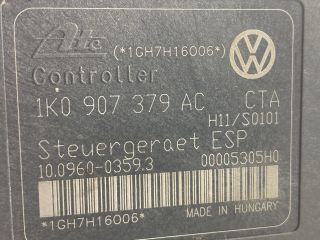 Ate (*1GH7H16006*)
Controller
1K0 907 379 AC CTA
H11/S0101
Steuergeraet ESP
10.0960-0359.3 00005305H0
*1GH7H16006*
MADE IN HUNGARY